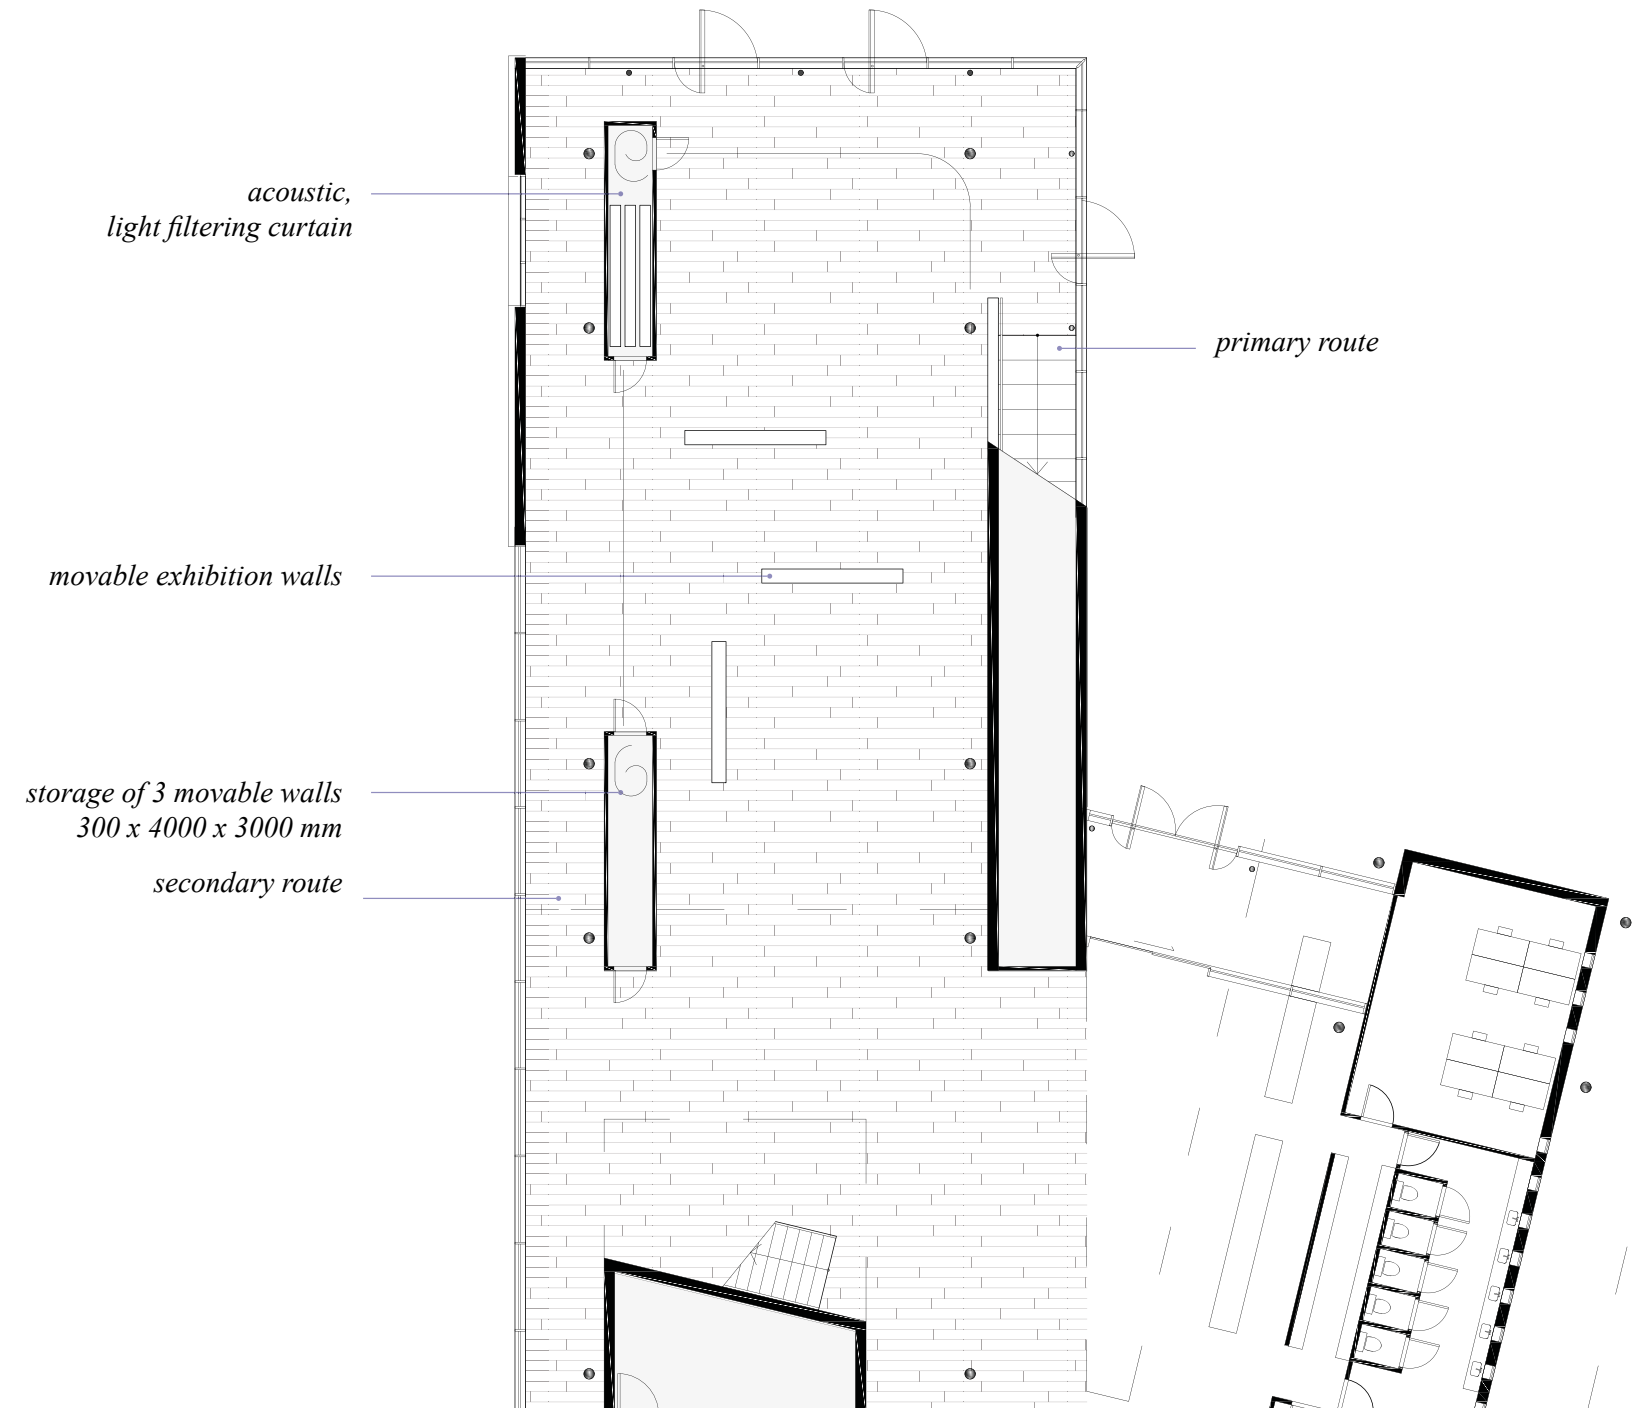 acoustic,
light filtering curtain
primary route
movable exhibition walls
storage of 3 movable walls
300 x 4000 x 3000 mm
secondary route